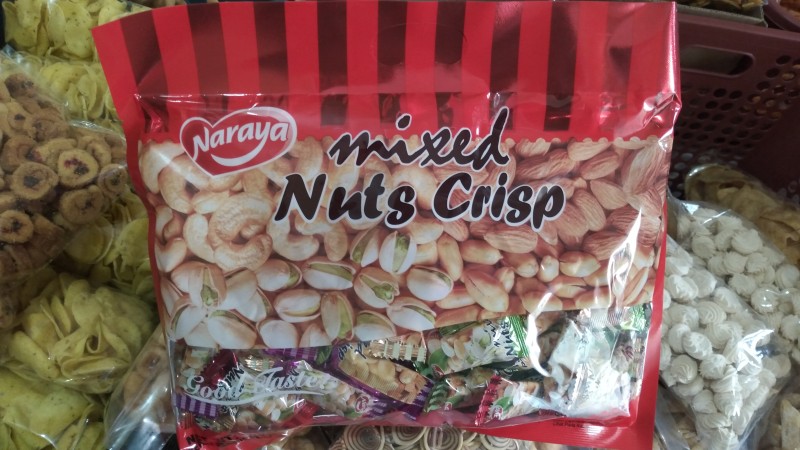 Naraya
mixed
Nuts Crisp
Good Taste